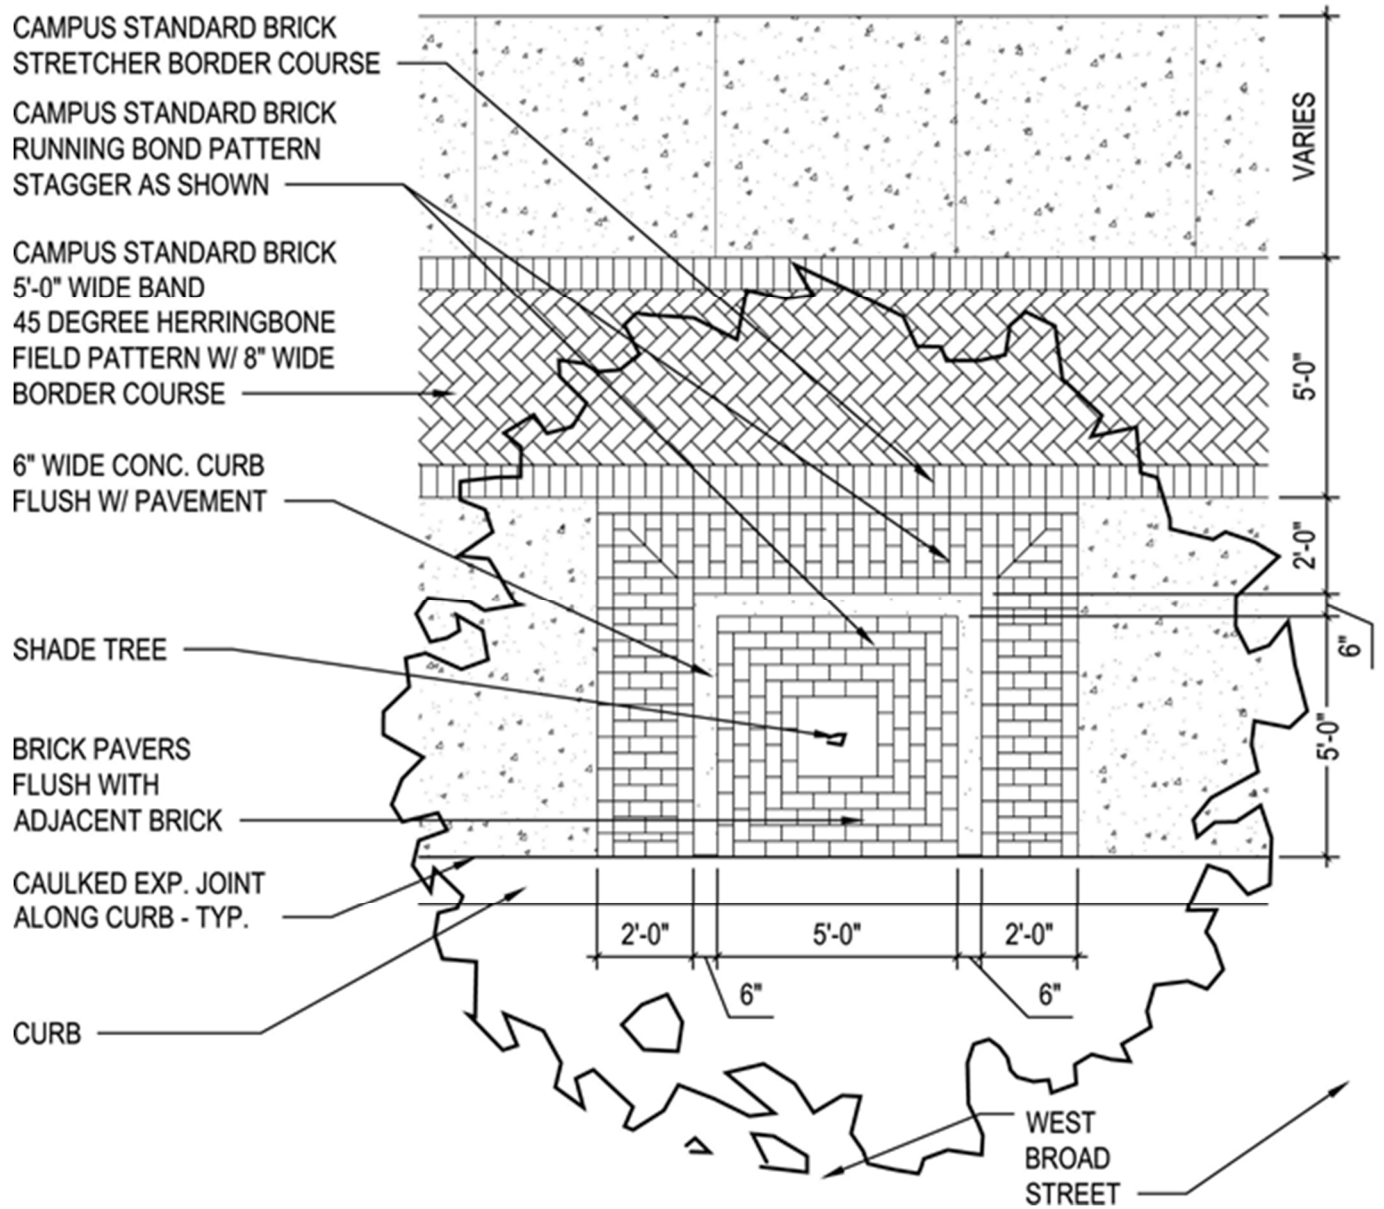 CAMPUS STANDARD BRICK
STRETCHER BORDER COURSE
CAMPUS STANDARD BRICK
RUNNING BOND PATTERN
STAGGER AS SHOWN
CAMPUS STANDARD BRICK
5'-0" WIDE BAND
45 DEGREE HERRINGBONE
FIELD PATTERN W/ 8" WIDE
BORDER COURSE
6" WIDE CONC. CURB
FLUSH W/ PAVEMENT
SHADE TREE
BRICK PAVERS
FLUSH WITH
ADJACENT BRICK
CAULKED EXP. JOINT
ALONG CURB - TYP.
CURB
VARIES
5'-0"
2'-0"
6"
5'-0"
2'-0"
5'-0"
2'-0"
6"
6"
WEST
BROAD
STREET